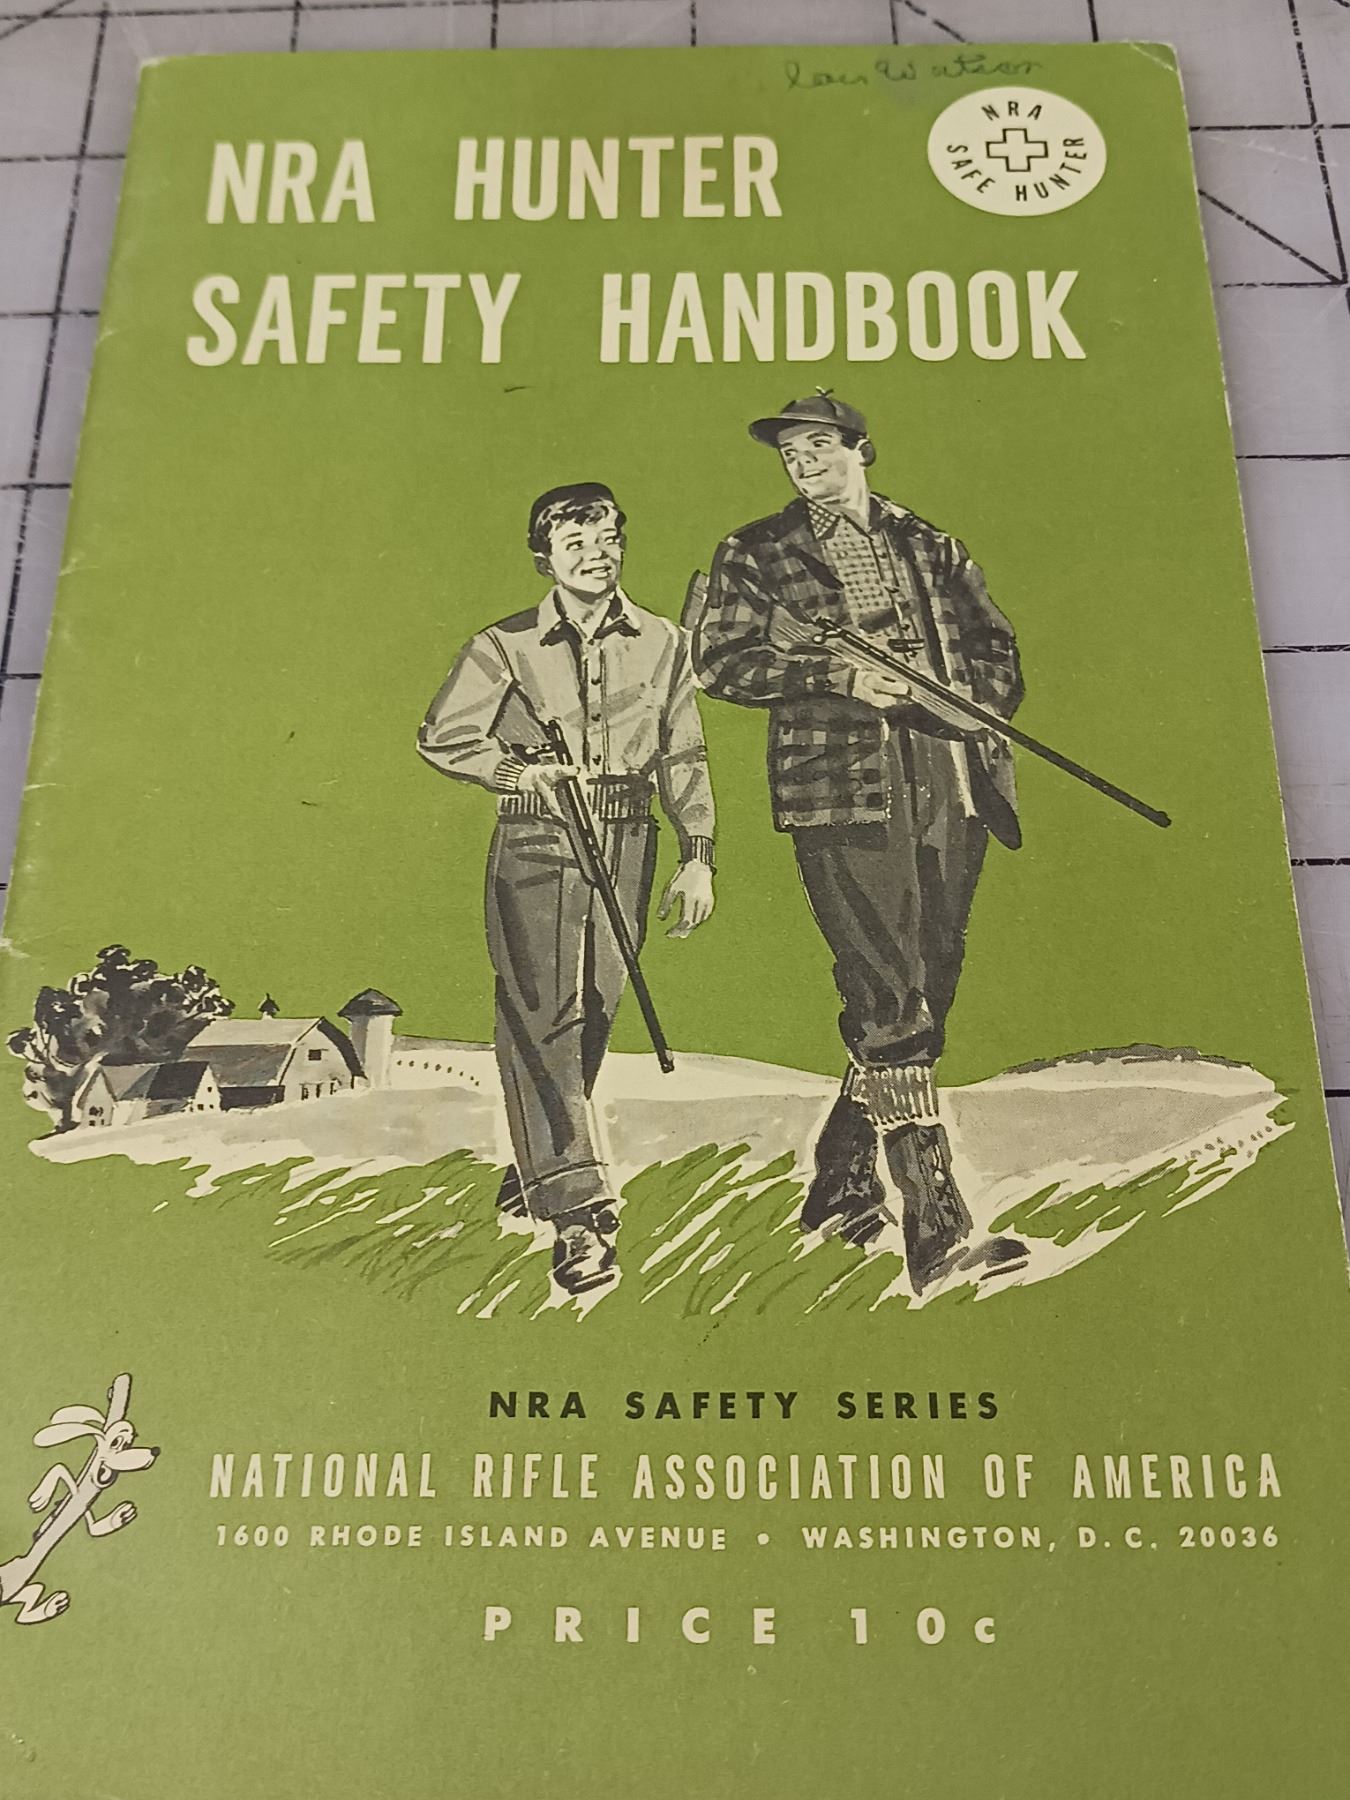 Watson
NRA HUNTER
SAFETY HANDBOOK
NRA
SAFE HUNTER
NRA SAFETY SERIES
NATIONAL RIFLE ASSOCIATION OF AMERICA
1600 RHODE ISLAND AVENUE • WASHINGTON, D.C. 20036
PRICE 10c